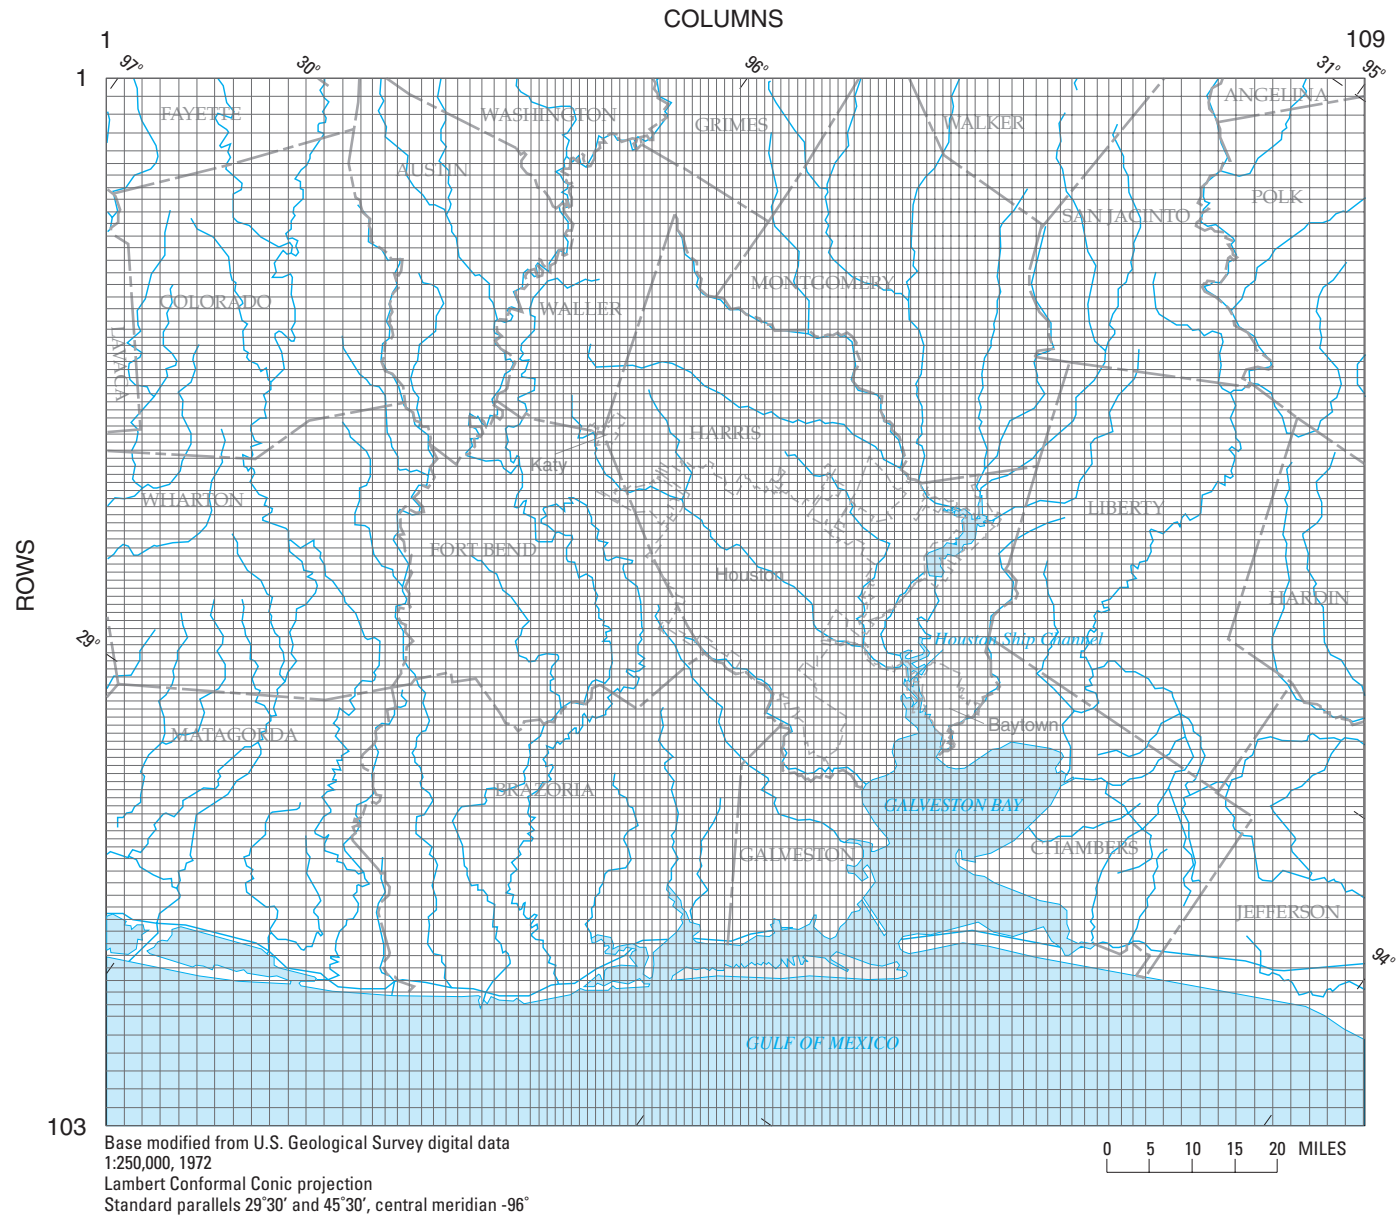 COLUMNS
1
109
97°
30°
96°
31°
95°
1
FAYETTE
WASHINGTON
GRIMES
WALKER
ANGELINA
AUSTIN
POLK
SAN JACINTO
MONTGOMERY
COLORADO
WALLER
LAVACA
HARRIS
Katy
WHARTON
LIBERTY
FORT BEND
Houston
ROWS
HARDIN
29°
Houston Ship Channel
Baytown
MATAGORDA
BRAZORIA
GALVESTON BAY
GALVESTON
CHAMBERS
JEFFERSON
94°
GULF OF MEXICO
103
Base modified from U.S. Geological Survey digital data
1:250,000, 1972
Lambert Conformal Conic projection
Standard parallels 29°30′ and 45°30′, central meridian -96°
0 5 10 15 20 MILES